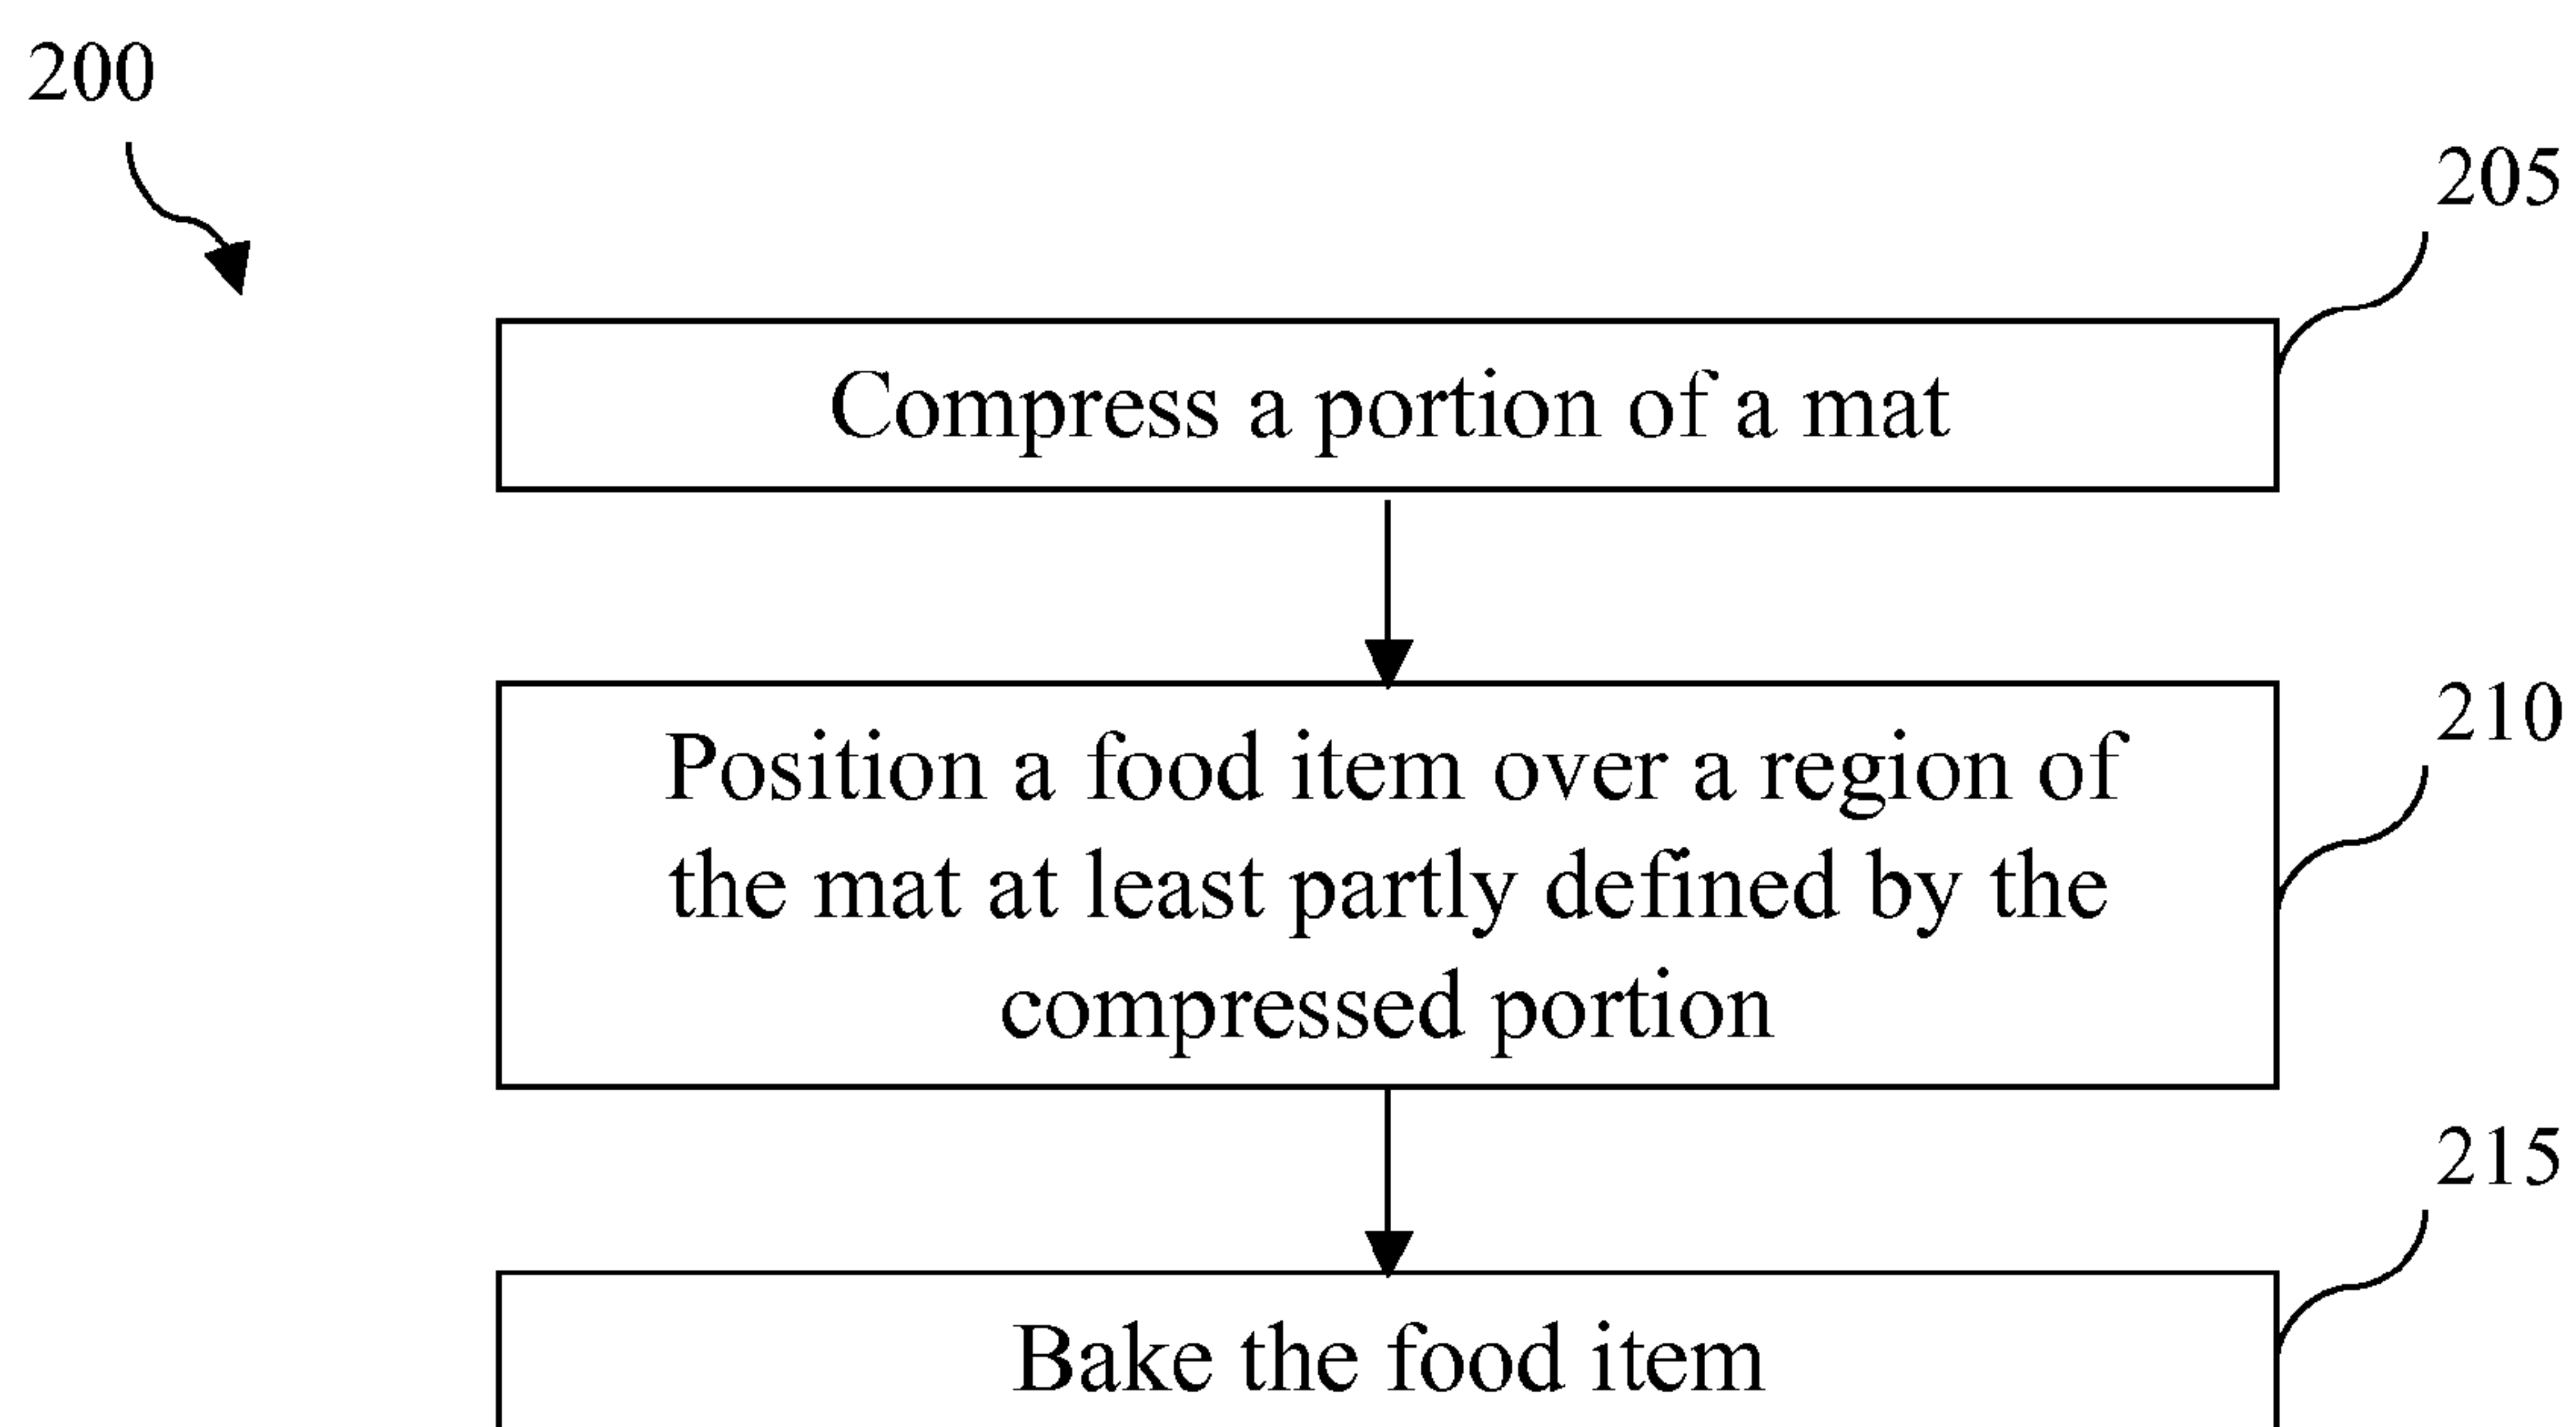 200
205
Compress a portion of a mat
210
Position a food item over a region of
the mat at least partly defined by the
compressed portion
215
Bake the food item